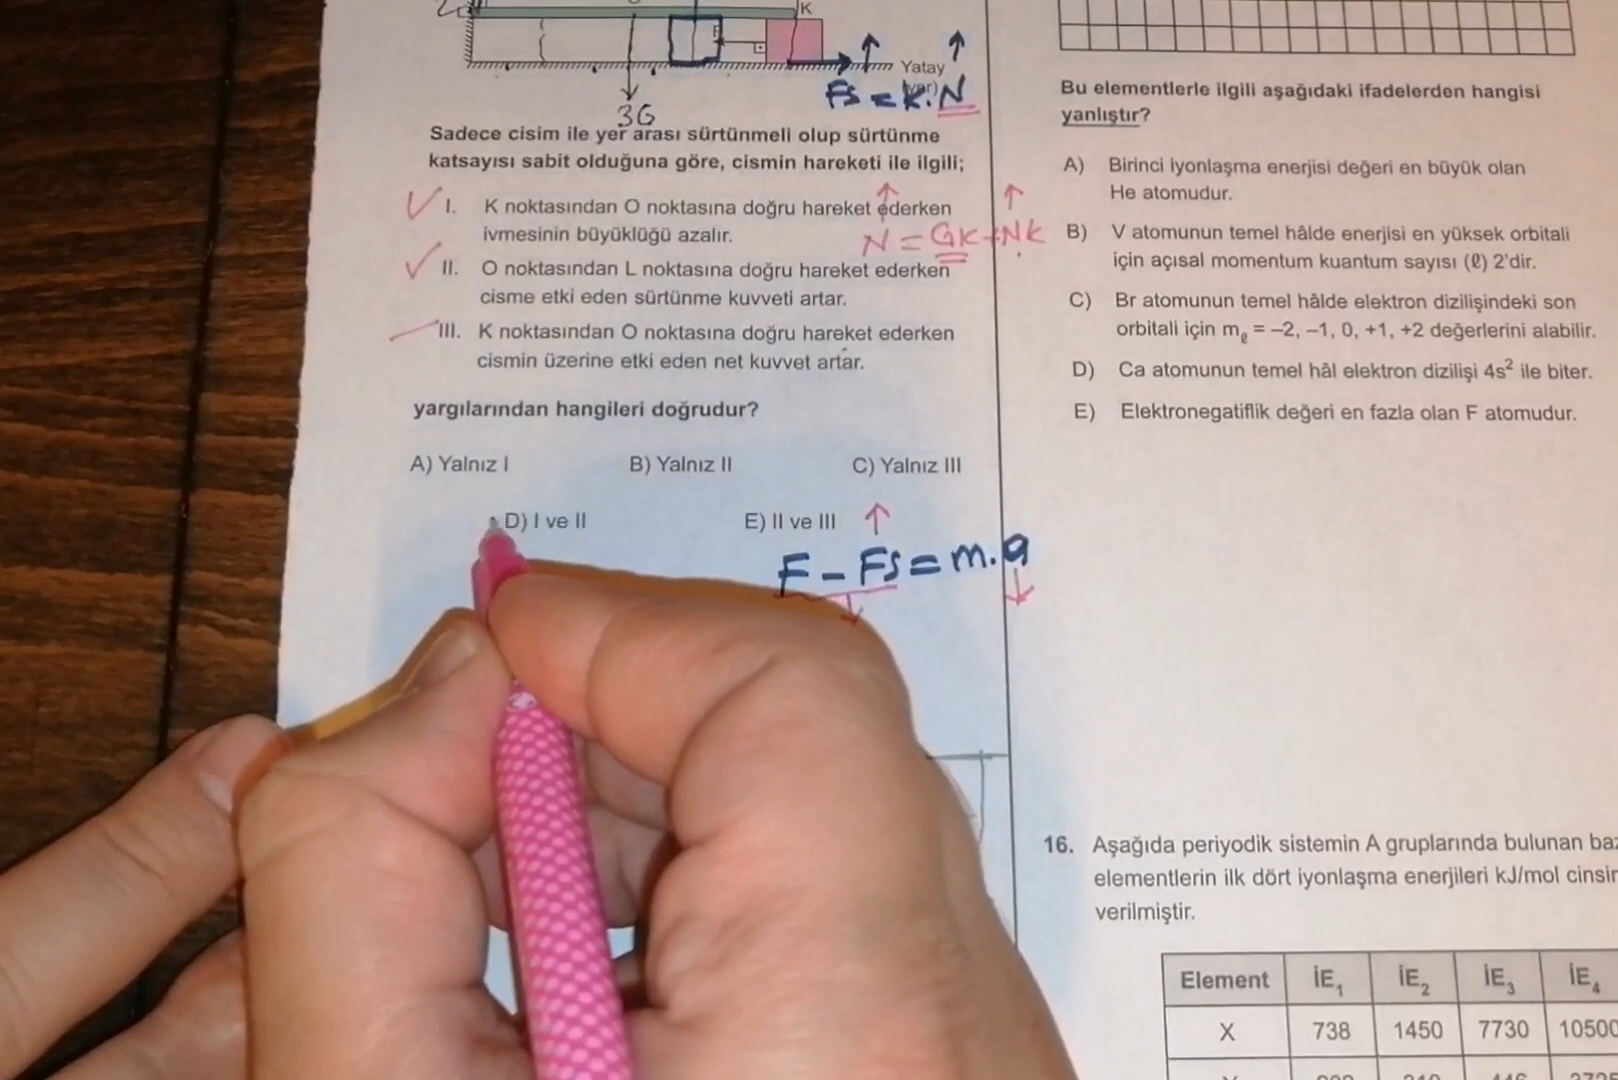 K
F
Yatay
Fs = K.N
3G
Sadece cisim ile yer arası sürtünmeli olup sürtünme
katsayısı sabit olduğuna göre, cismin hareketi ile ilgili;
I. K noktasından O noktasına doğru hareket ederken
ivmesinin büyüklüğü azalır.
N = GK + NK
II. O noktasından L noktasına doğru hareket ederken
cisme etki eden sürtünme kuvveti artar.
III. K noktasından O noktasına doğru hareket ederken
cismin üzerine etki eden net kuvvet artar.
yargılarından hangileri doğrudur?
A) Yalnız I B) Yalnız II C) Yalnız III
D) I ve II E) II ve III
F - Fs = m.a
Bu elementlerle ilgili aşağıdaki ifadelerden hangisi
yanlıştır?
A) Birinci iyonlaşma enerjisi değeri en büyük olan
He atomudur.
B) V atomunun temel hâlde enerjisi en yüksek orbitali
için açısal momentum kuantum sayısı (ℓ) 2'dir.
C) Br atomunun temel hâlde elektron dizilişindeki son
orbitali için mℓ = –2, –1, 0, +1, +2 değerlerini alabilir.
D) Ca atomunun temel hâl elektron dizilişi 4s² ile biter.
E) Elektronegatiflik değeri en fazla olan F atomudur.
16. Aşağıda periyodik sistemin A gruplarında bulunan
elementlerin ilk dört iyonlaşma enerjileri kJ/mol
verilmiştir.
Element İE₁ İE₂ İE₃ İE₄
X 738 1450 7730 10500